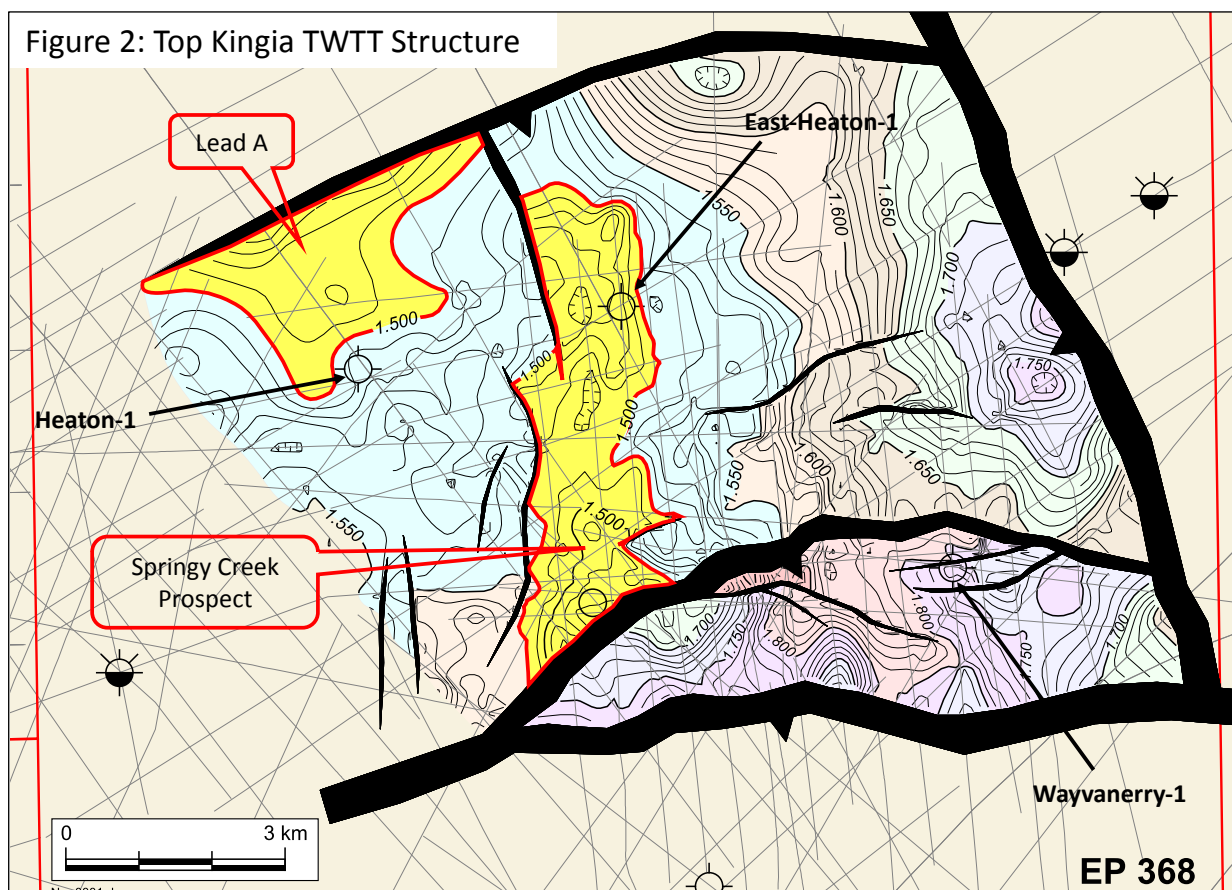 Figure 2: Top Kingia TWTT Structure
Lead A
East-Heaton-1
1.550
1.600
1.650
1.700
1.500
1.500
1.750
Heaton-1
1.500
1.550
1.600
1.650
1.550
1.500
Springy Creek
Prospect
1.700
1.750
1.800
1.800
1.750
1.700
Wayvanerry-1
0 3 km
EP 368